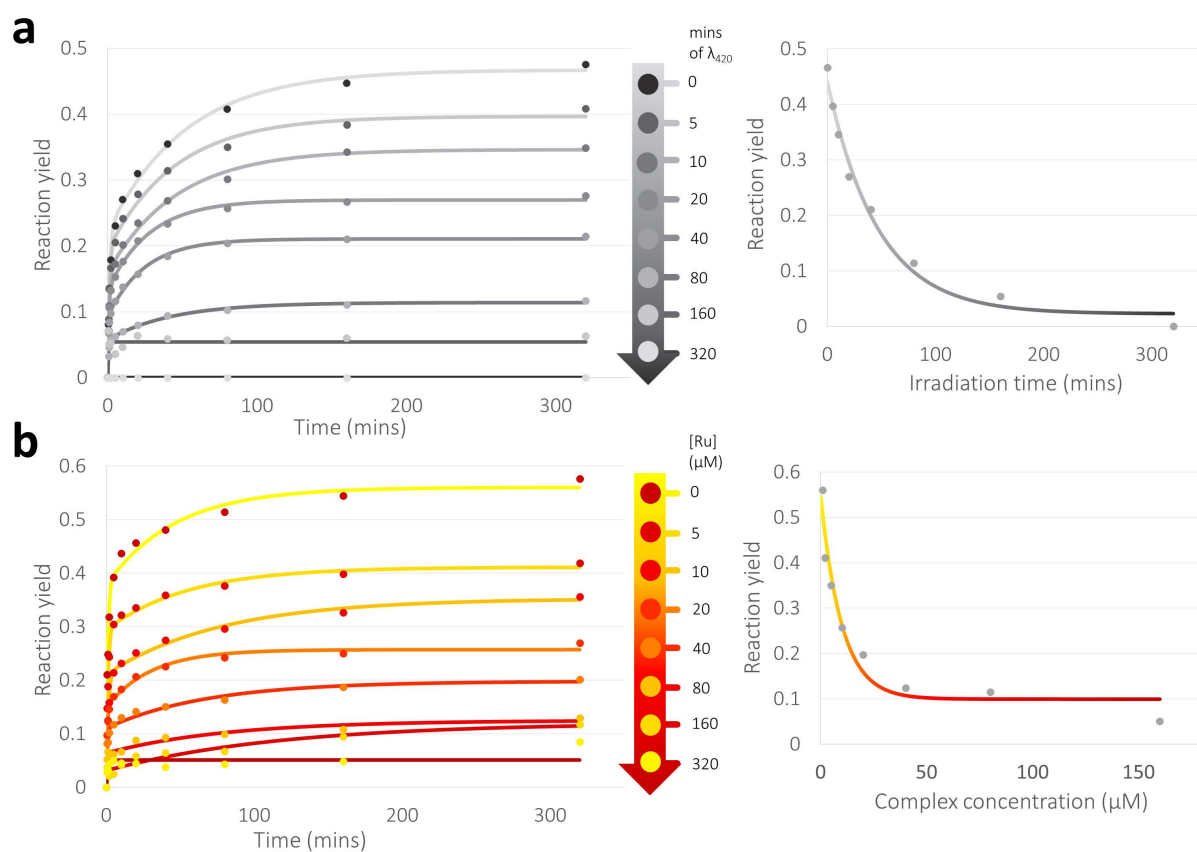 a
0.5
0.4
0.3
0.2
0.1
0
Reaction yield
0 100 200 300
Time (mins)
mins
of λ420
0
5
10
20
40
80
160
320
0.5
0.4
0.3
0.2
0.1
0
Reaction yield
0 100 200 300
Irradiation time (mins)
b
0.6
0.5
0.4
0.3
0.2
0.1
0
Reaction yield
0 100 200 300
Time (mins)
[Ru]
(µM)
0
5
10
20
40
80
160
320
0.6
0.5
0.4
0.3
0.2
0.1
0
Reaction yield
0 50 100 150
Complex concentration (µM)